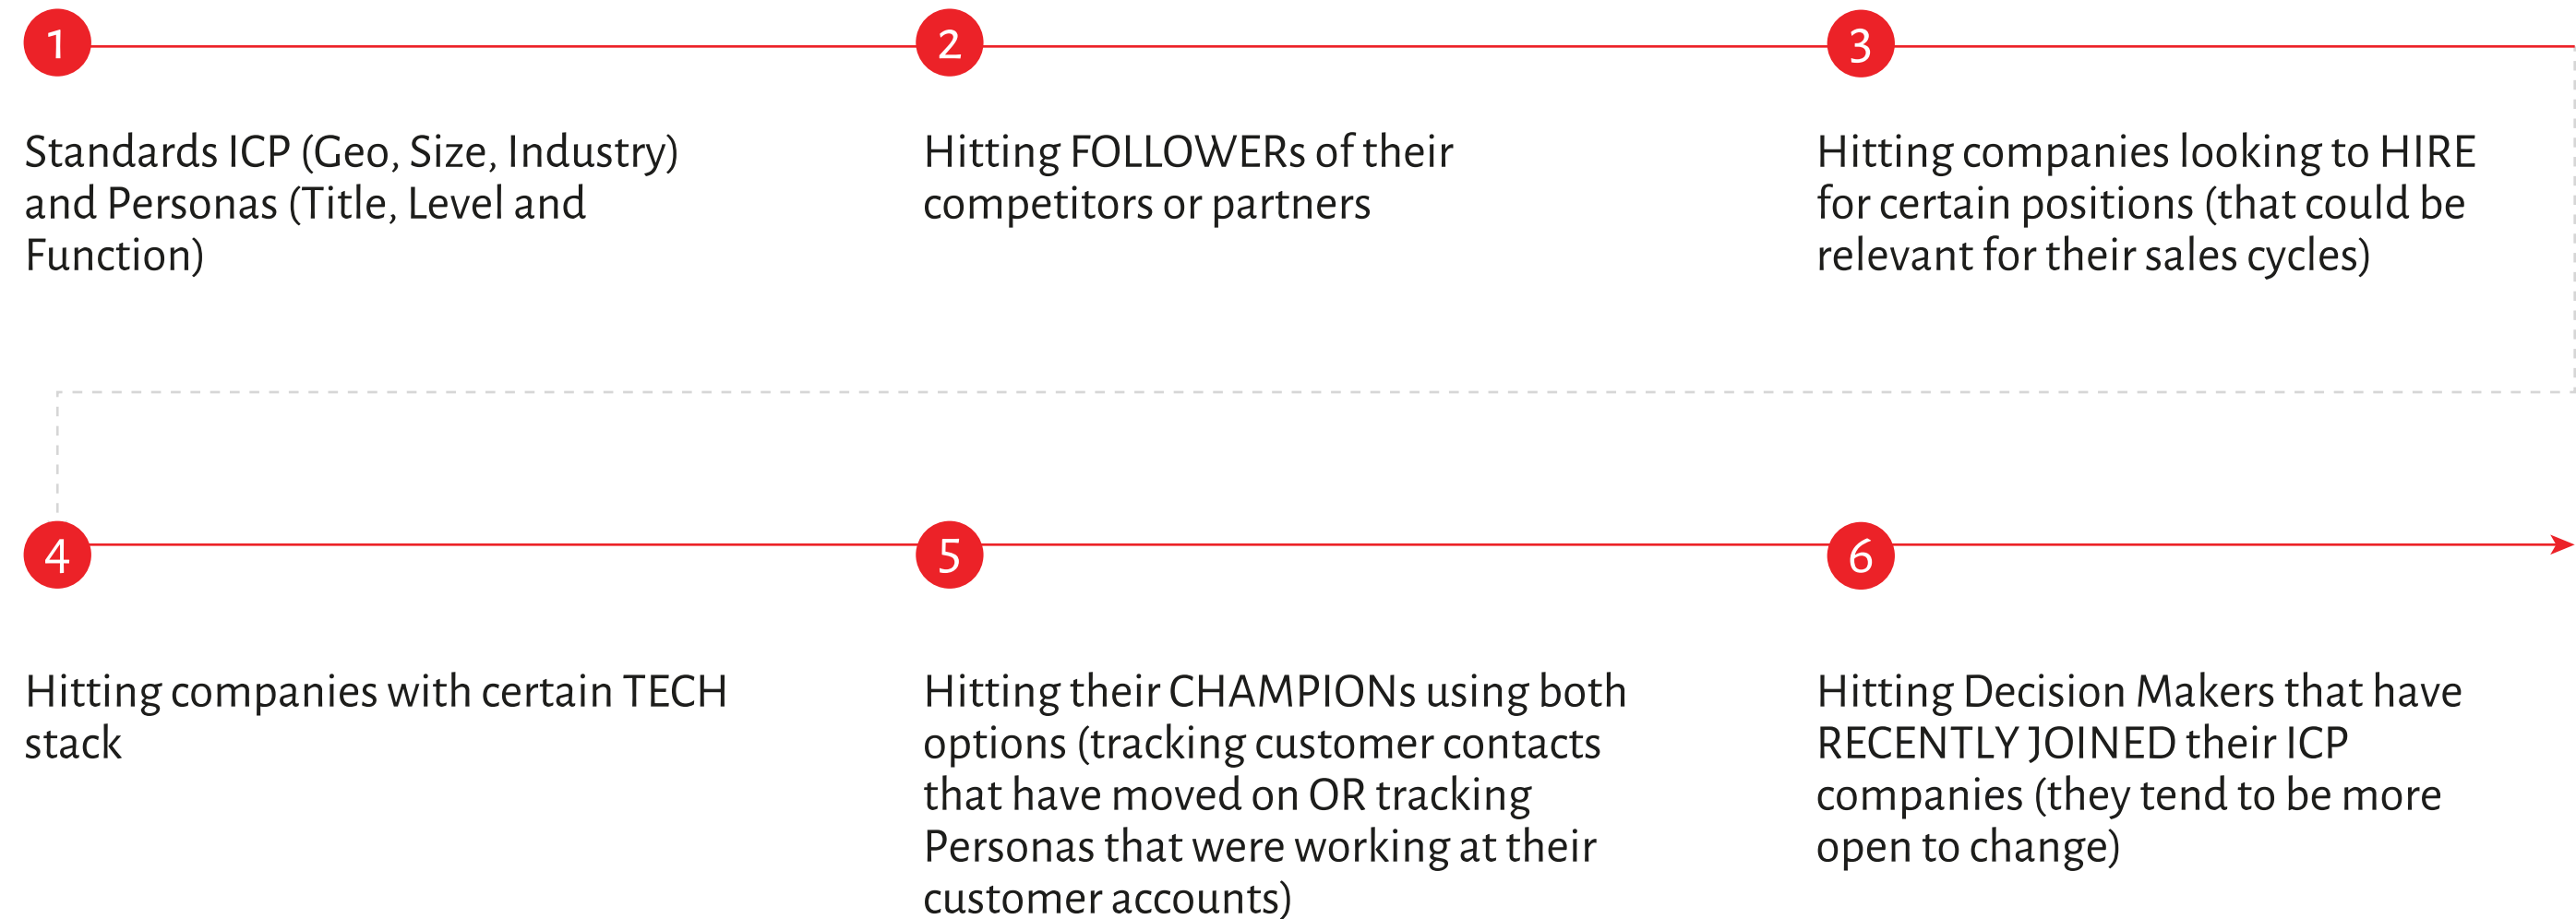 1
Standards ICP (Geo, Size, Industry)
and Personas (Title, Level and
Function)
2
Hitting FOLLOWERs of their
competitors or partners
3
Hitting companies looking to HIRE
for certain positions (that could be
relevant for their sales cycles)
4
Hitting companies with certain TECH
stack
5
Hitting their CHAMPIONs using both
options (tracking customer contacts
that have moved on OR tracking
Personas that were working at their
customer accounts)
6
Hitting Decision Makers that have
RECENTLY JOINED their ICP
companies (they tend to be more
open to change)